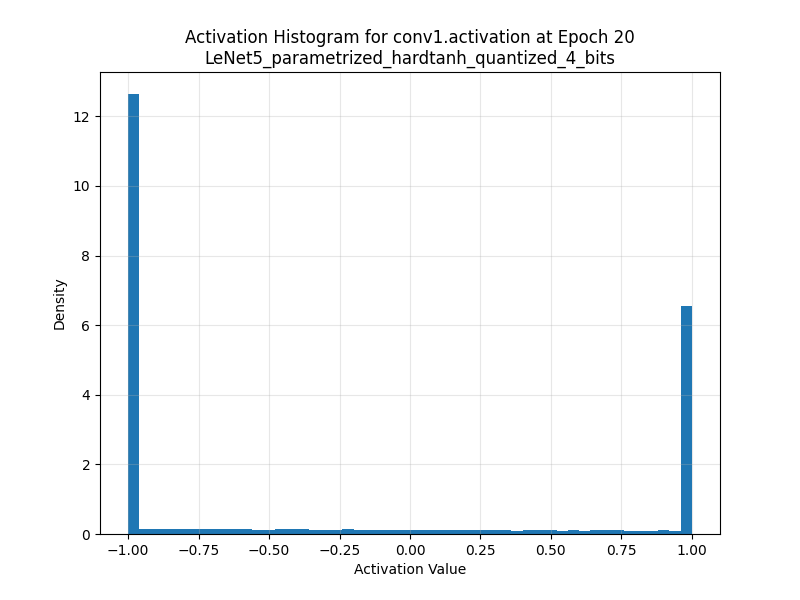 Activation Histogram for conv1.activation at Epoch 20
LeNet5_parametrized_hardtanh_quantized_4_bits
Density
12
10
8
6
4
2
0
−1.00 −0.75 −0.50 −0.25 0.00 0.25 0.50 0.75 1.00
Activation Value